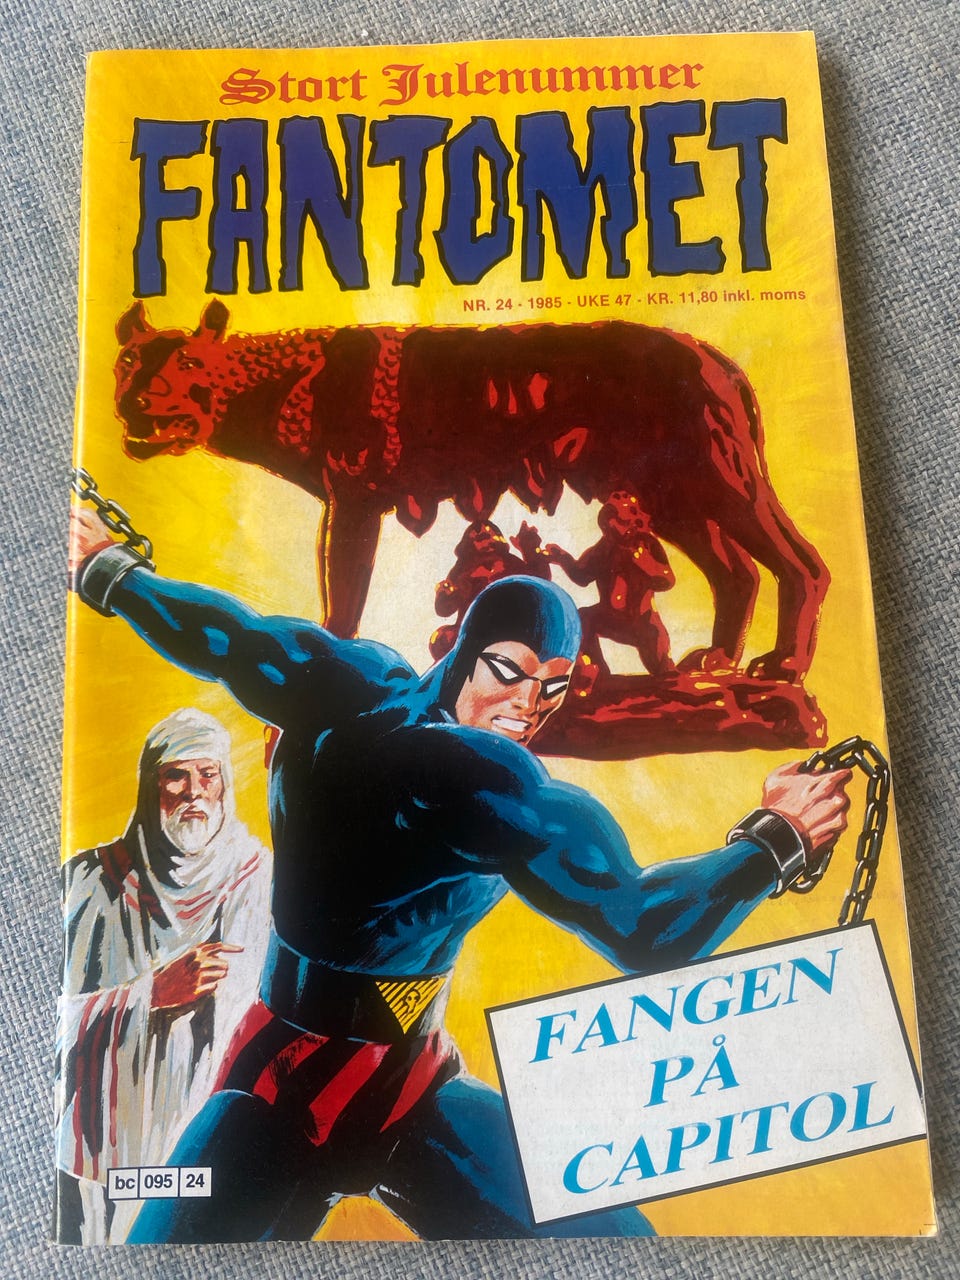 Stort Julenummer
FANTOMET
NR. 24 - 1985 - UKE 47 - KR. 11,80 inkl. moms
FANGEN
PÅ
CAPITOL
bc 095 24